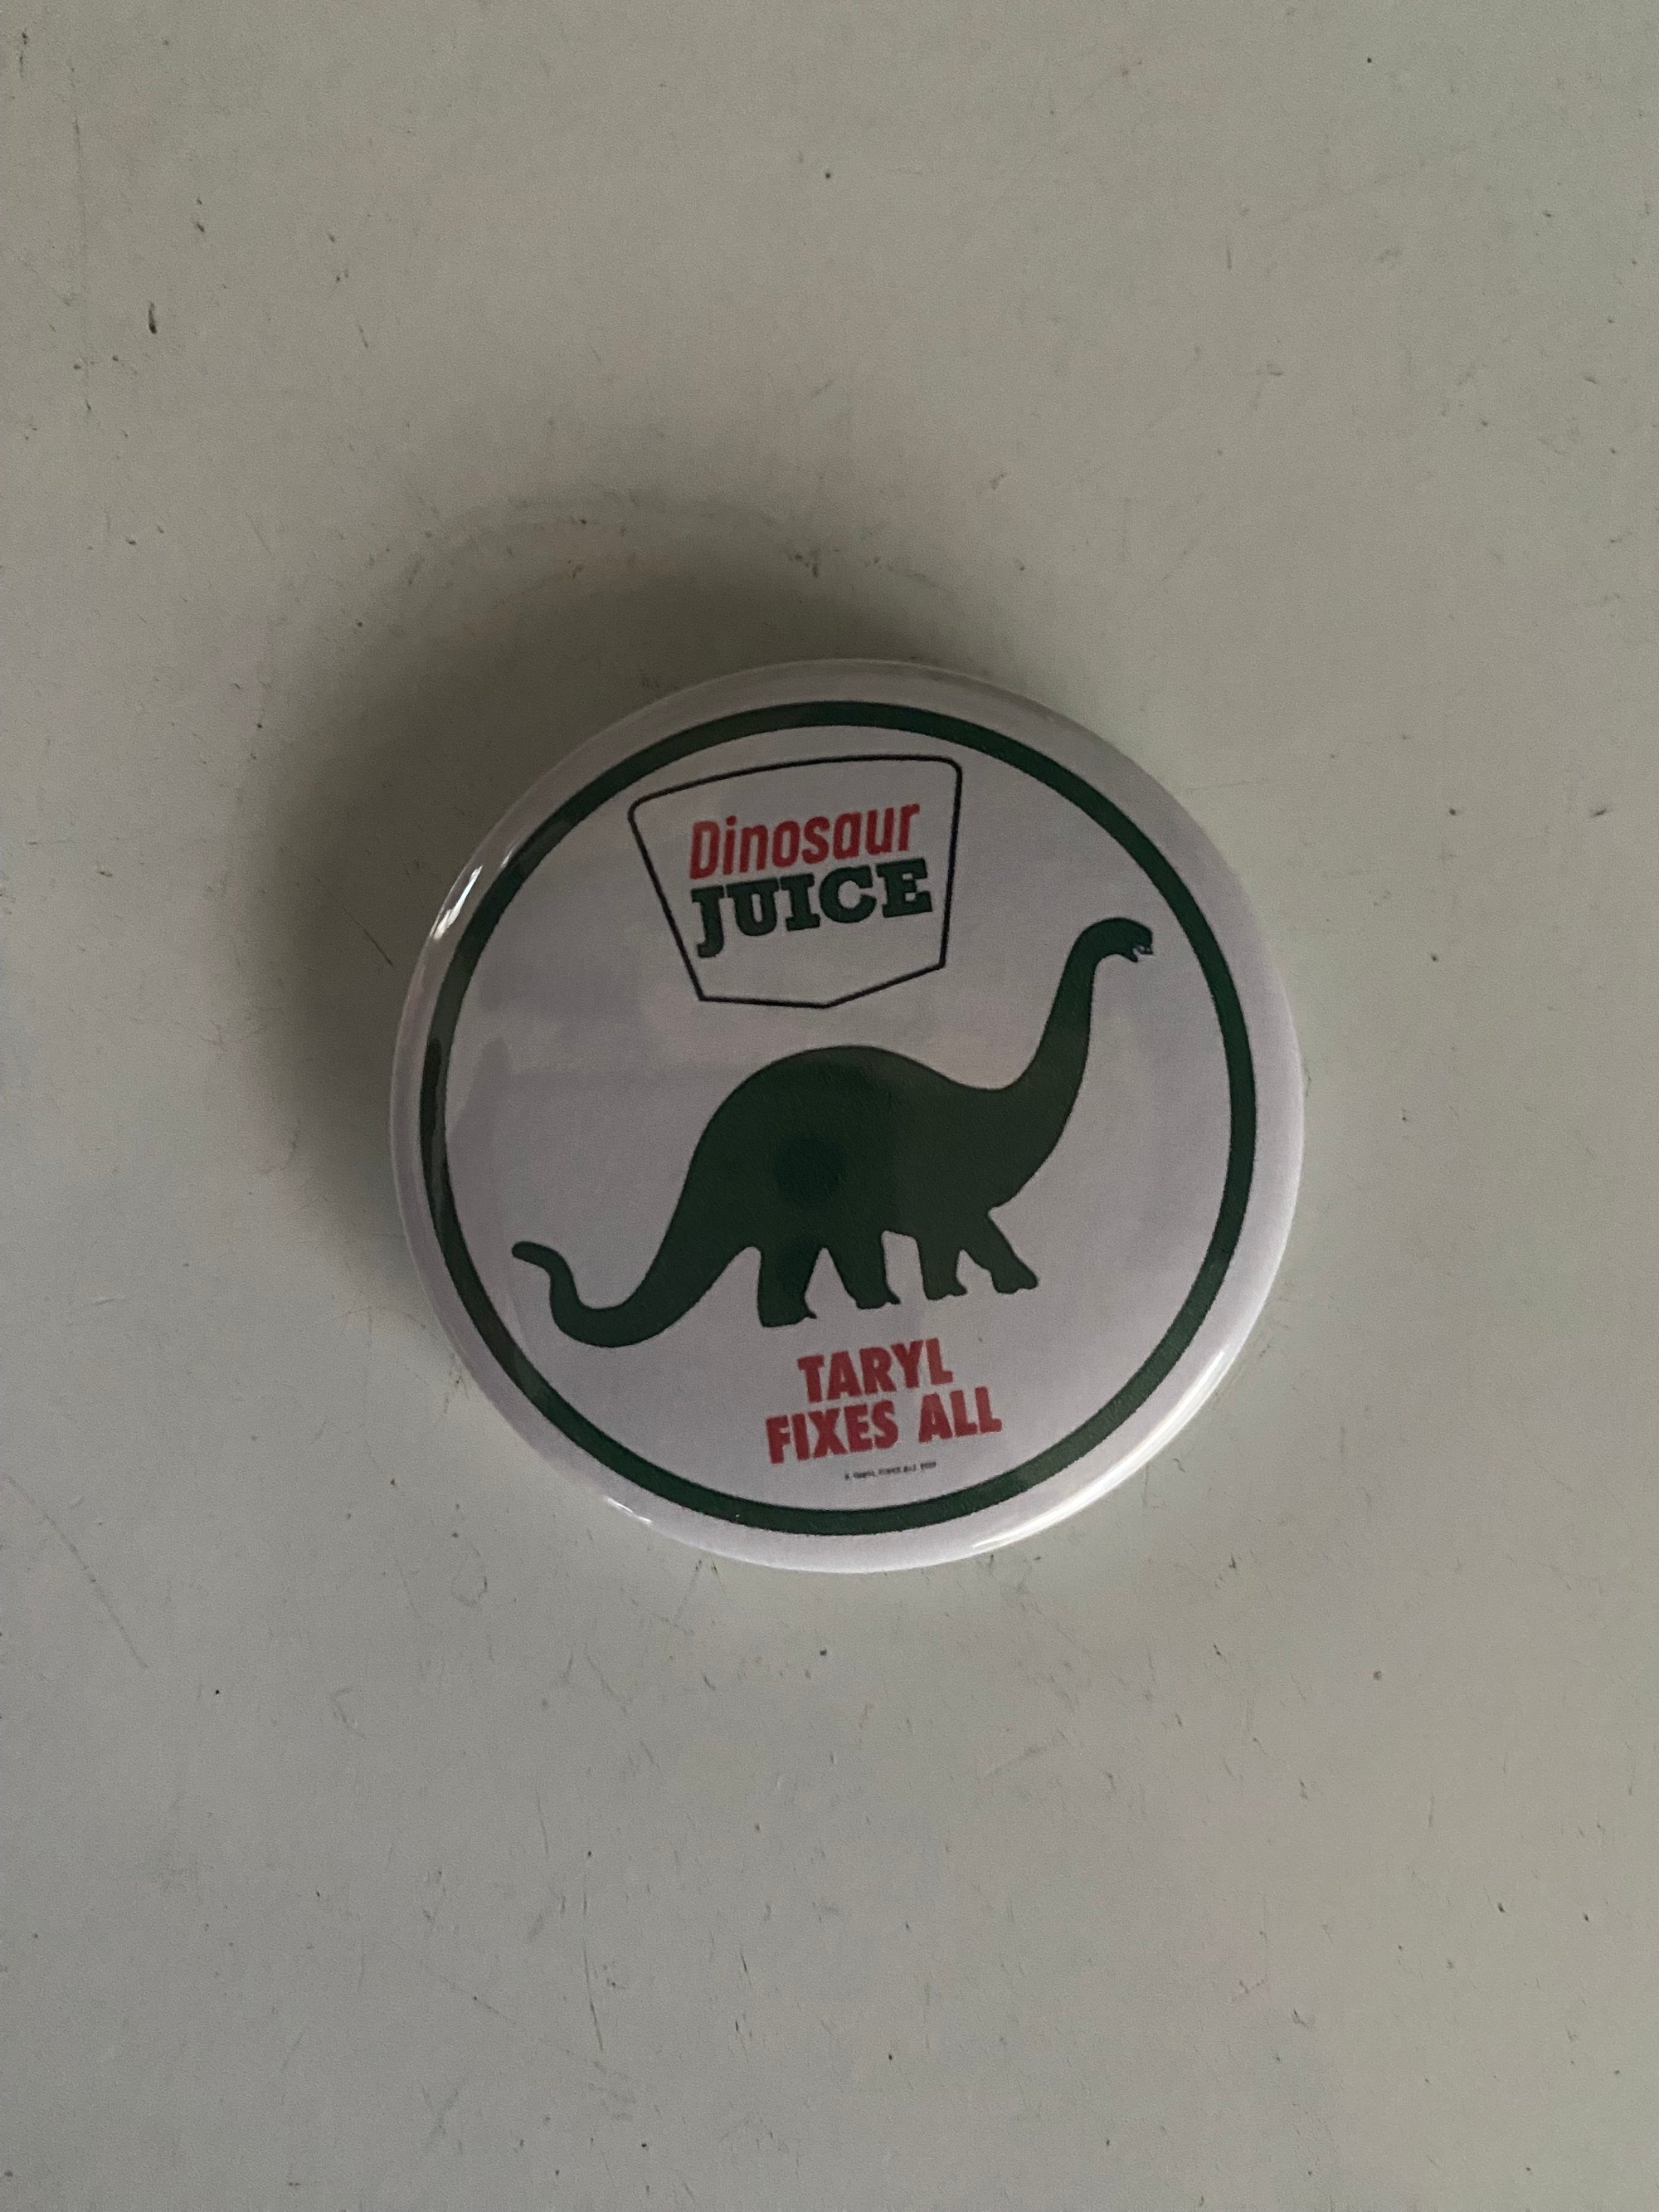 Dinosaur
JUICE
TARYL
FIXES ALL